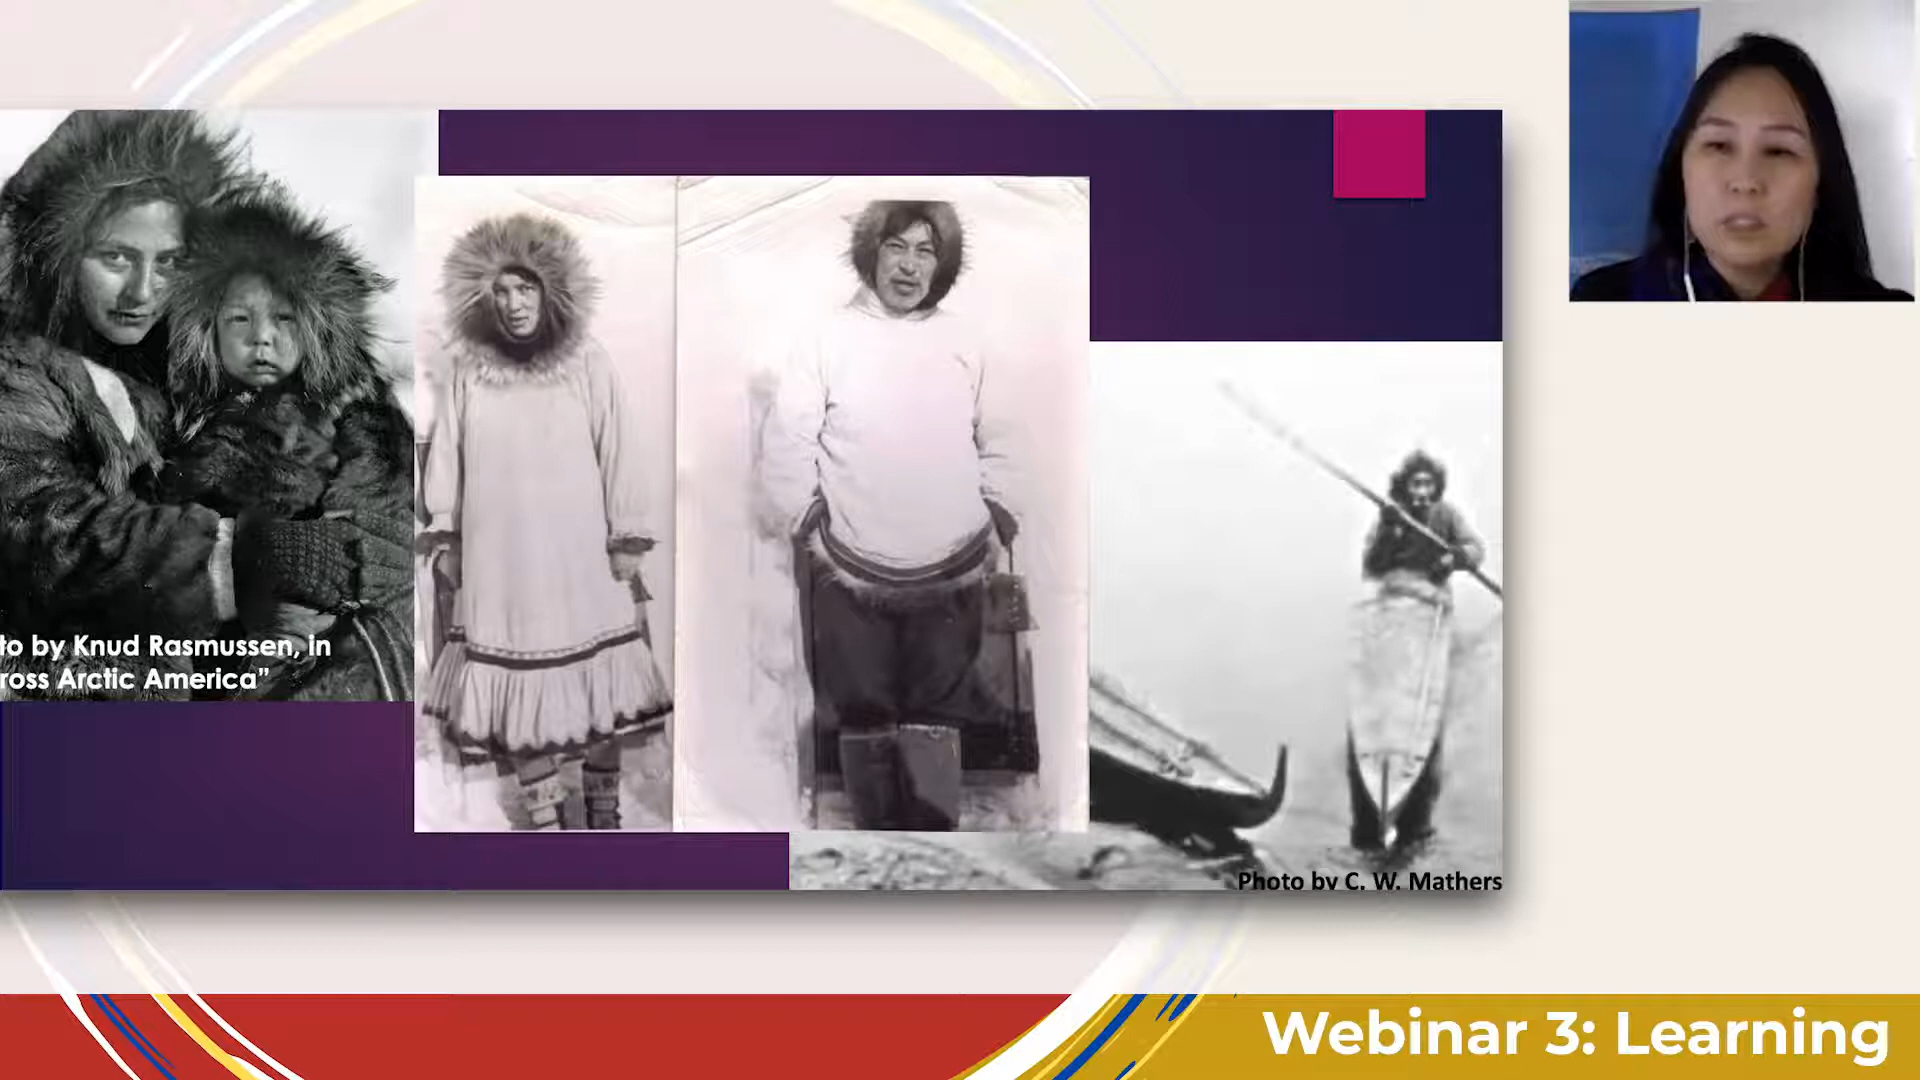 to by Knud Rasmussen, in
ross Arctic America"
Photo by C. W. Mathers
Webinar 3: Learning